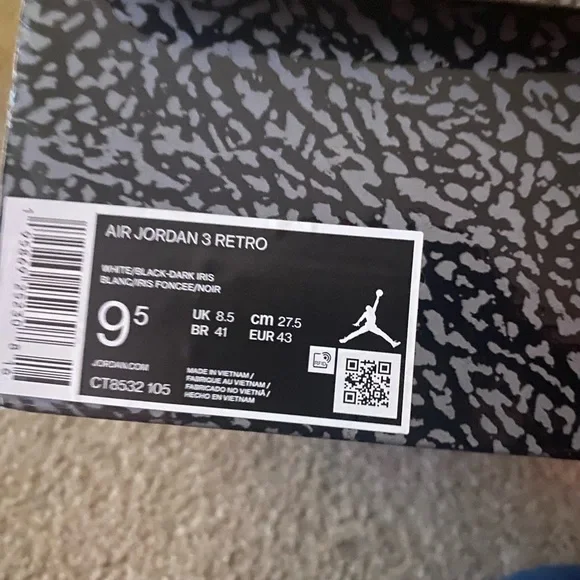 AIR JORDAN 3 RETRO
WHITE/BLACK-DARK IRIS
BLANC/IRIS FONCEE/NOIR
9⁵
UK 8.5 cm 27.5
BR 41 EUR 43
JORDAN.COM
CT8532 105
MADE IN VIETNAM /
FABRIQUE AU VIETNAM /
FABRICADO NO VIETNÃ /
HECHO EN VIETNAM
RFID